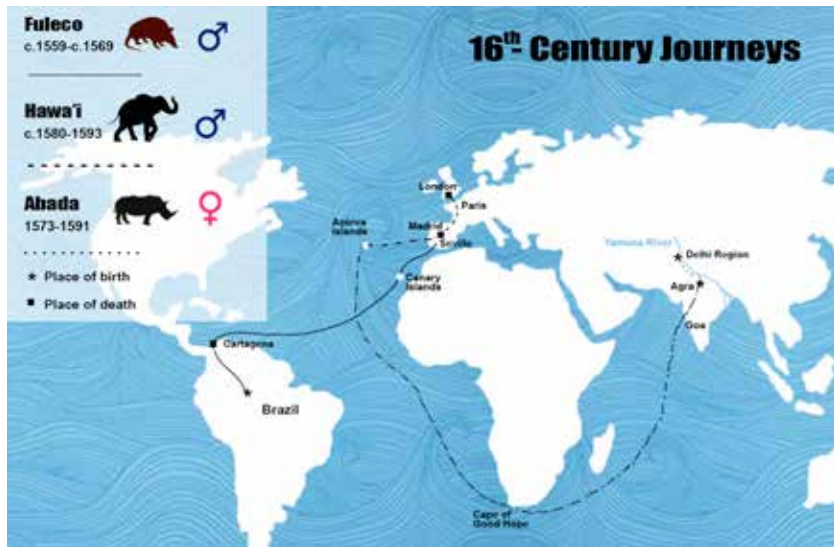 16th Century Journeys
Fuleco
c.1559-c.1569
Hawa'i
c.1580-1593
Abada
1573-1591
Place of birth
Place of death
London
Paris
Azores
Islands
Madrid
Seville
Canary
Islands
Yamuna River
Delhi Region
Agra
Goa
Cartagena
Brazil
Cape of
Good Hope